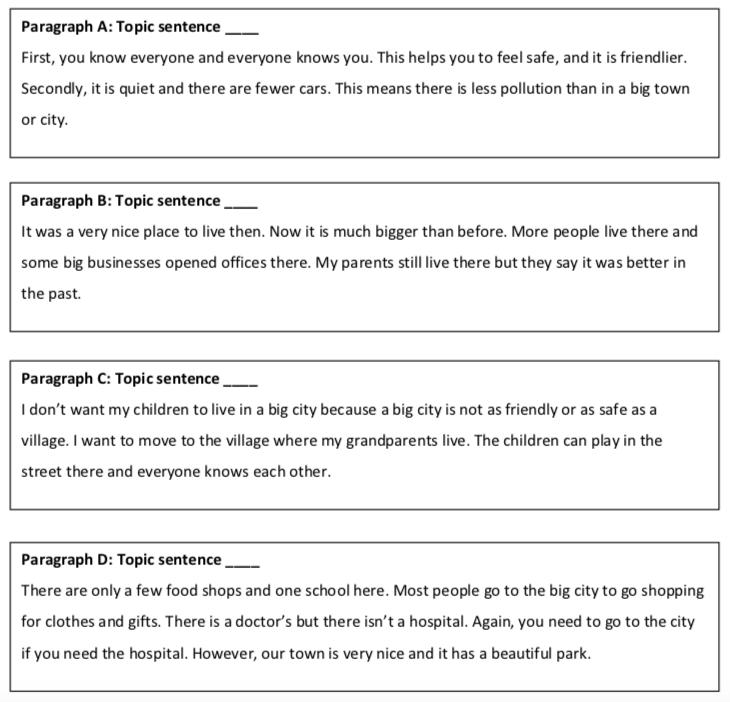 Paragraph A: Topic sentence ____
First, you know everyone and everyone knows you. This helps you to feel safe, and it is friendlier.
Secondly, it is quiet and there are fewer cars. This means there is less pollution than in a big town
or city.
Paragraph B: Topic sentence ____
It was a very nice place to live then. Now it is much bigger than before. More people live there and
some big businesses opened offices there. My parents still live there but they say it was better in
the past.
Paragraph C: Topic sentence ____
I don’t want my children to live in a big city because a big city is not as friendly or as safe as a
village. I want to move to the village where my grandparents live. The children can play in the
street there and everyone knows each other.
Paragraph D: Topic sentence ____
There are only a few food shops and one school here. Most people go to the big city to go shopping
for clothes and gifts. There is a doctor’s but there isn’t a hospital. Again, you need to go to the city
if you need the hospital. However, our town is very nice and it has a beautiful park.